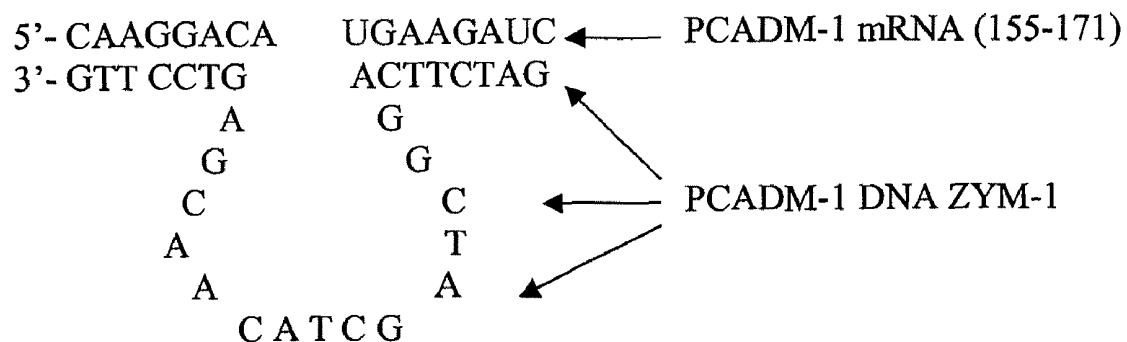 5'- CAAGGACA UGAAGAUC PCADM-1 mRNA (155-171)
3'- GTT CCTG ACTTCTAG
A G
G G
C C PCADM-1 DNA ZYM-1
A T
A A
C A T C G